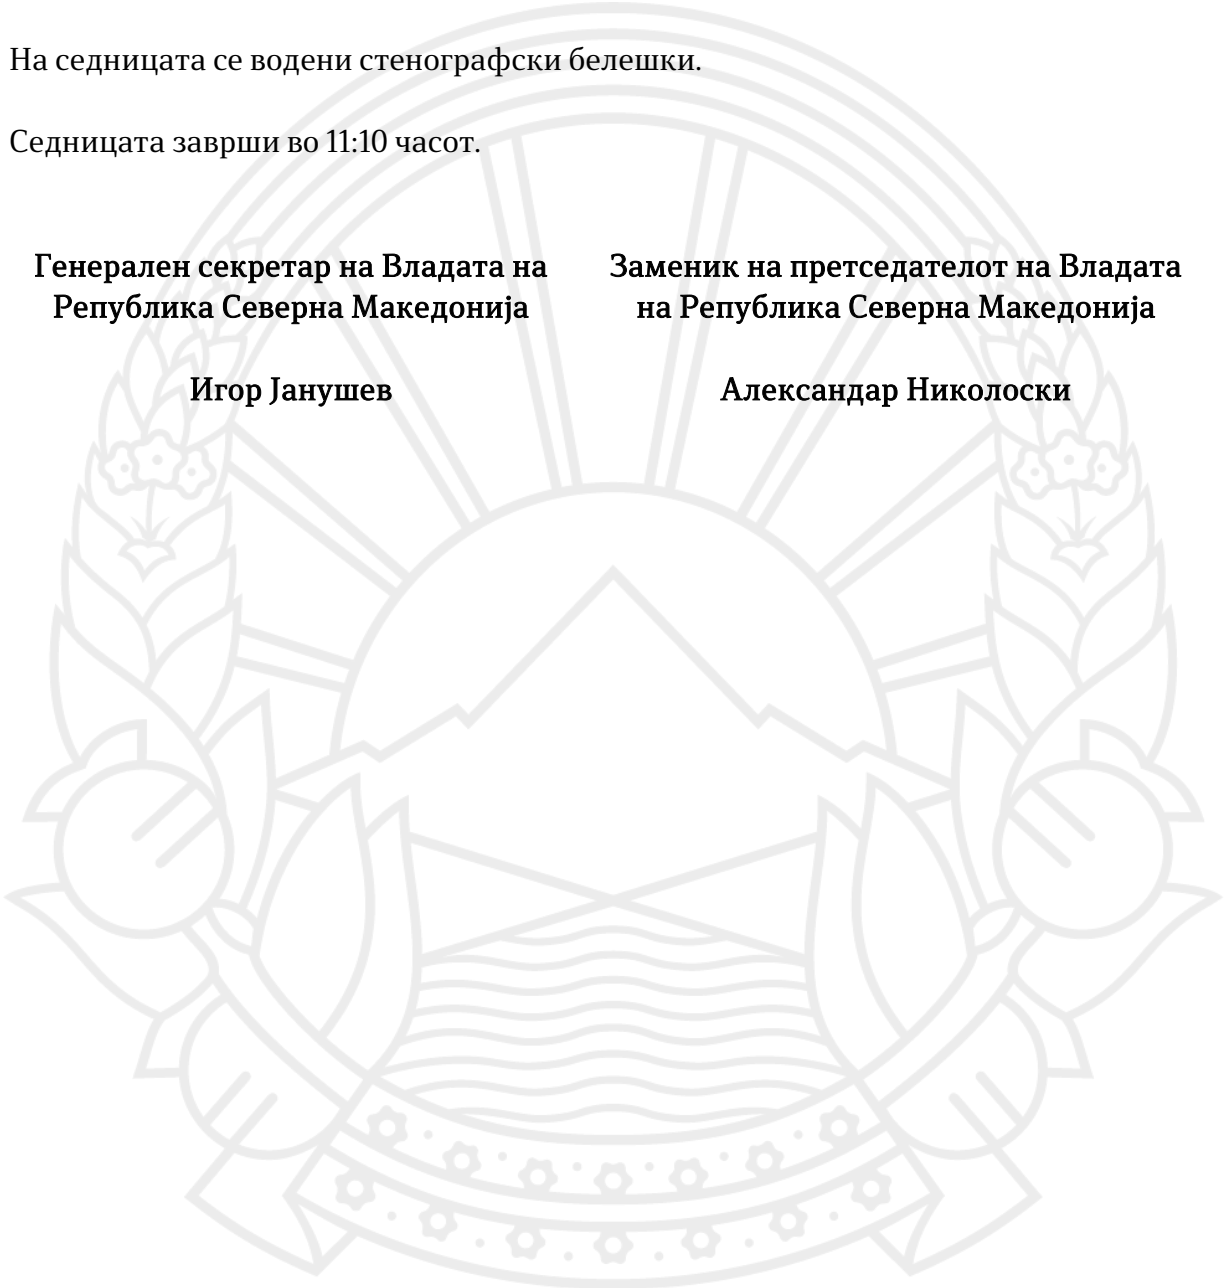 На седницата се водени стенографски белешки.
Седницата заврши во 11:10 часот.
Генерален секретар на Владата на
Република Северна Македонија
Игор Јанушев
Заменик на претседателот на Владата
на Република Северна Македонија
Александар Николоски